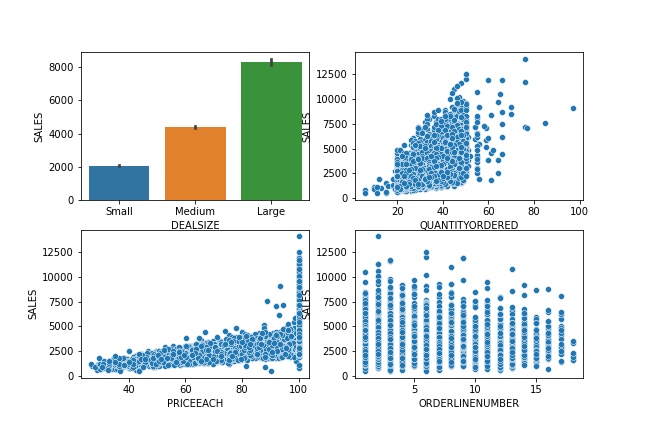 8000
6000
4000
2000
0
SALES
Small Medium Large
DEALSIZE
12500
10000
7500
5000
2500
0
SALES
20 40 60 80 100
QUANTITYORDERED
12500
10000
7500
5000
2500
0
SALES
40 60 80 100
PRICEEACH
12500
10000
7500
5000
2500
0
SALES
5 10 15
ORDERLINENUMBER